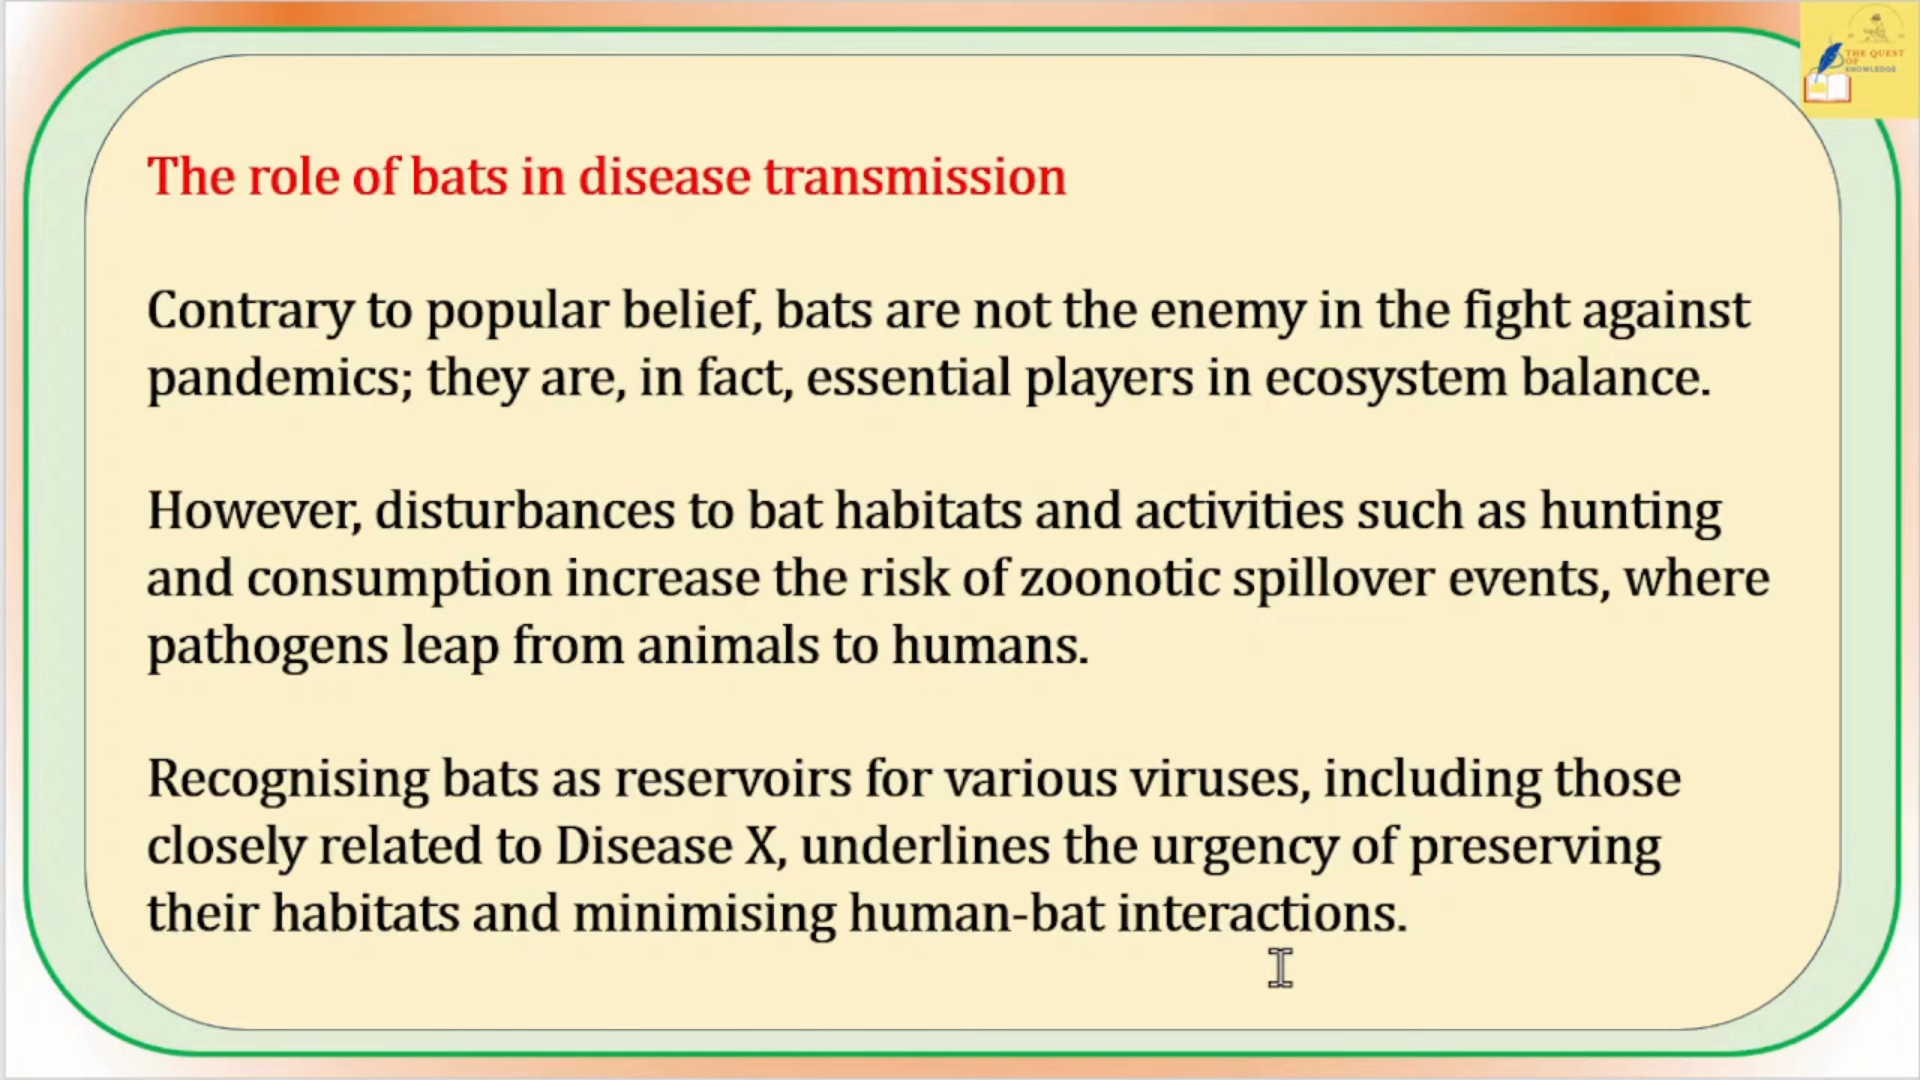 THE QUEST
OF
KNOWLEDGE
The role of bats in disease transmission
Contrary to popular belief, bats are not the enemy in the fight against
pandemics; they are, in fact, essential players in ecosystem balance.
However, disturbances to bat habitats and activities such as hunting
and consumption increase the risk of zoonotic spillover events, where
pathogens leap from animals to humans.
Recognising bats as reservoirs for various viruses, including those
closely related to Disease X, underlines the urgency of preserving
their habitats and minimising human-bat interactions.